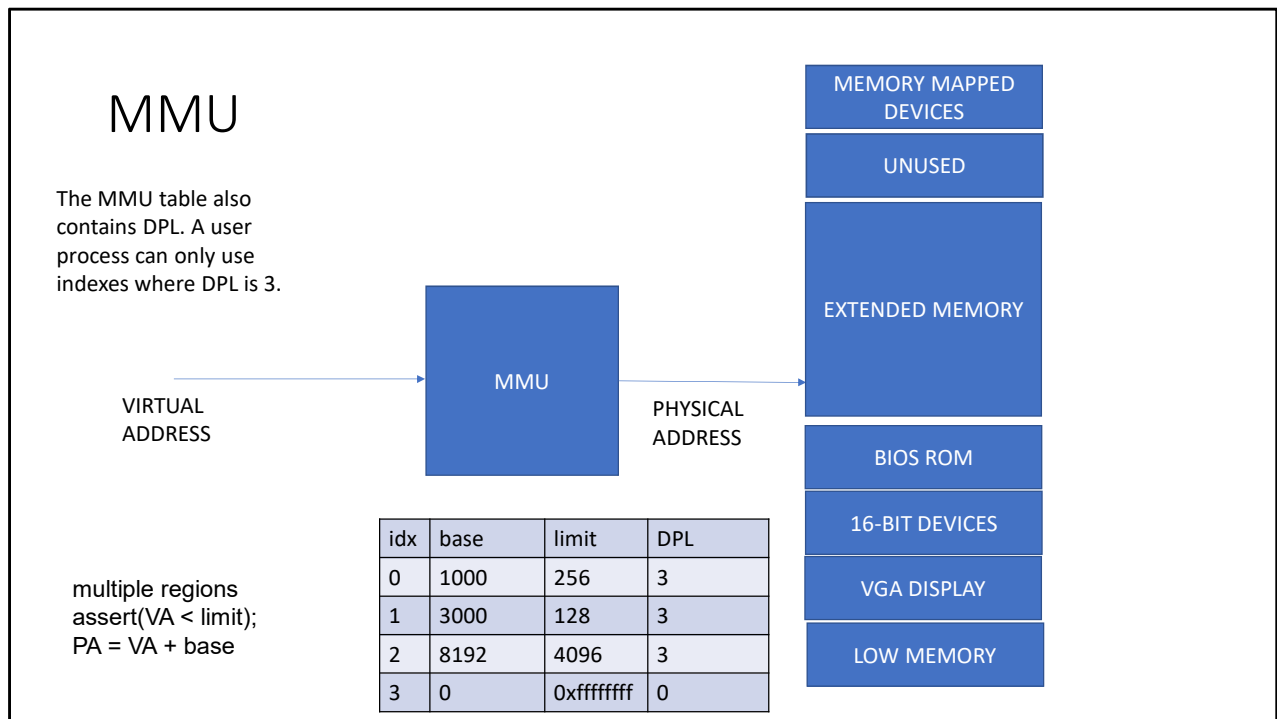 MMU
The MMU table also
contains DPL. A user
process can only use
indexes where DPL is 3.
VIRTUAL
ADDRESS
MMU
PHYSICAL
ADDRESS
MEMORY MAPPED
DEVICES
UNUSED
EXTENDED MEMORY
BIOS ROM
16-BIT DEVICES
VGA DISPLAY
LOW MEMORY
multiple regions
assert(VA < limit);
PA = VA + base
idx base limit DPL
0 1000 256 3
1 3000 128 3
2 8192 4096 3
3 0 0xffffffff 0